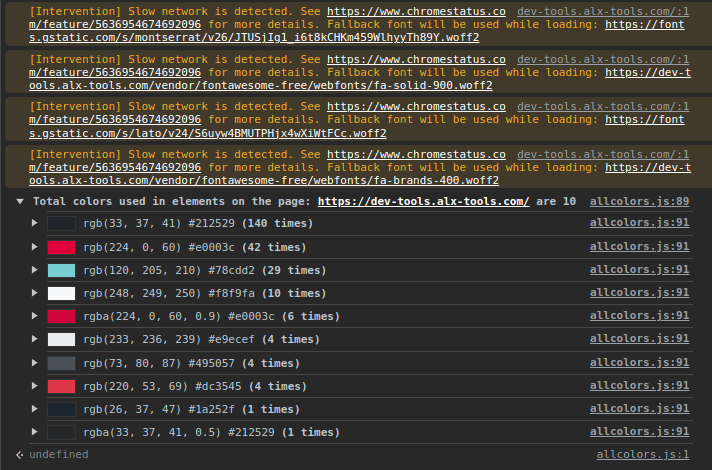 [Intervention] Slow network is detected. See https://www.chromestatus.co dev-tools.alx-tools.com/:1
m/feature/5636954674692096 for more details. Fallback font will be used while loading: https://font
s.gstatic.com/s/montserrat/v26/JTUSjIg1_i6t8kCHKm459WlhyyTh89Y.woff2
[Intervention] Slow network is detected. See https://www.chromestatus.co dev-tools.alx-tools.com/:1
m/feature/5636954674692096 for more details. Fallback font will be used while loading: https://dev-t
ools.alx-tools.com/vendor/fontawesome-free/webfonts/fa-solid-900.woff2
[Intervention] Slow network is detected. See https://www.chromestatus.co dev-tools.alx-tools.com/:1
m/feature/5636954674692096 for more details. Fallback font will be used while loading: https://font
s.gstatic.com/s/lato/v24/S6uyw4BMUTPHjx4wXiWtFCc.woff2
[Intervention] Slow network is detected. See https://www.chromestatus.co dev-tools.alx-tools.com/:1
m/feature/5636954674692096 for more details. Fallback font will be used while loading: https://dev-t
ools.alx-tools.com/vendor/fontawesome-free/webfonts/fa-brands-400.woff2
Total colors used in elements on the page: https://dev-tools.alx-tools.com/ are 10 allcolors.js:89
rgb(33, 37, 41) #212529 (140 times) allcolors.js:91
rgb(224, 0, 60) #e0003c (42 times) allcolors.js:91
rgb(120, 205, 210) #78cdd2 (29 times) allcolors.js:91
rgb(248, 249, 250) #f8f9fa (10 times) allcolors.js:91
rgba(224, 0, 60, 0.9) #e0003c (6 times) allcolors.js:91
rgb(233, 236, 239) #e9ecef (4 times) allcolors.js:91
rgb(73, 80, 87) #495057 (4 times) allcolors.js:91
rgb(220, 53, 69) #dc3545 (4 times) allcolors.js:91
rgb(26, 37, 47) #1a252f (1 times) allcolors.js:91
rgba(33, 37, 41, 0.5) #212529 (1 times) allcolors.js:91
undefined allcolors.js:1